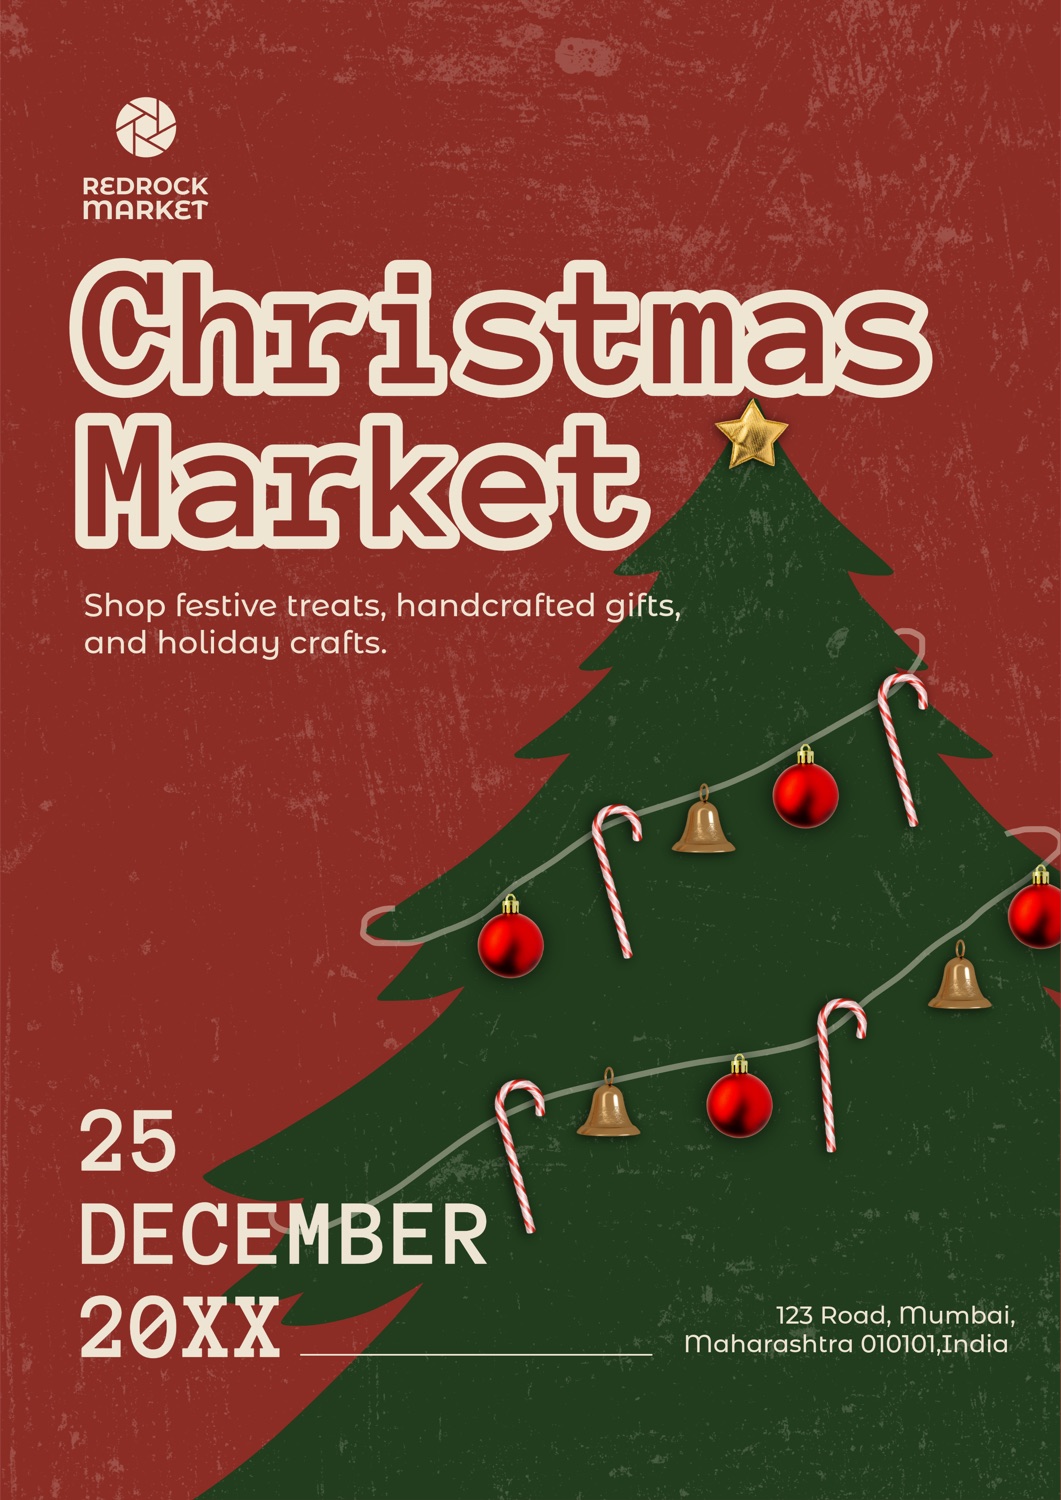 REDROCK
MARKET
Christmas
Market
Shop festive treats, handcrafted gifts,
and holiday crafts.
25
DECEMBER
20XX
123 Road, Mumbai,
Maharashtra 010101,India